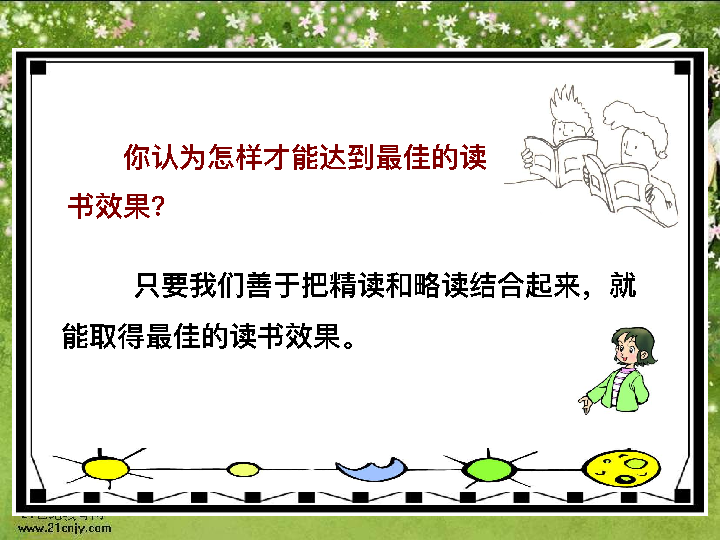 你认为怎样才能达到最佳的读
书效果?
只要我们善于把精读和略读结合起来，就
能取得最佳的读书效果。
www.21cnjy.com